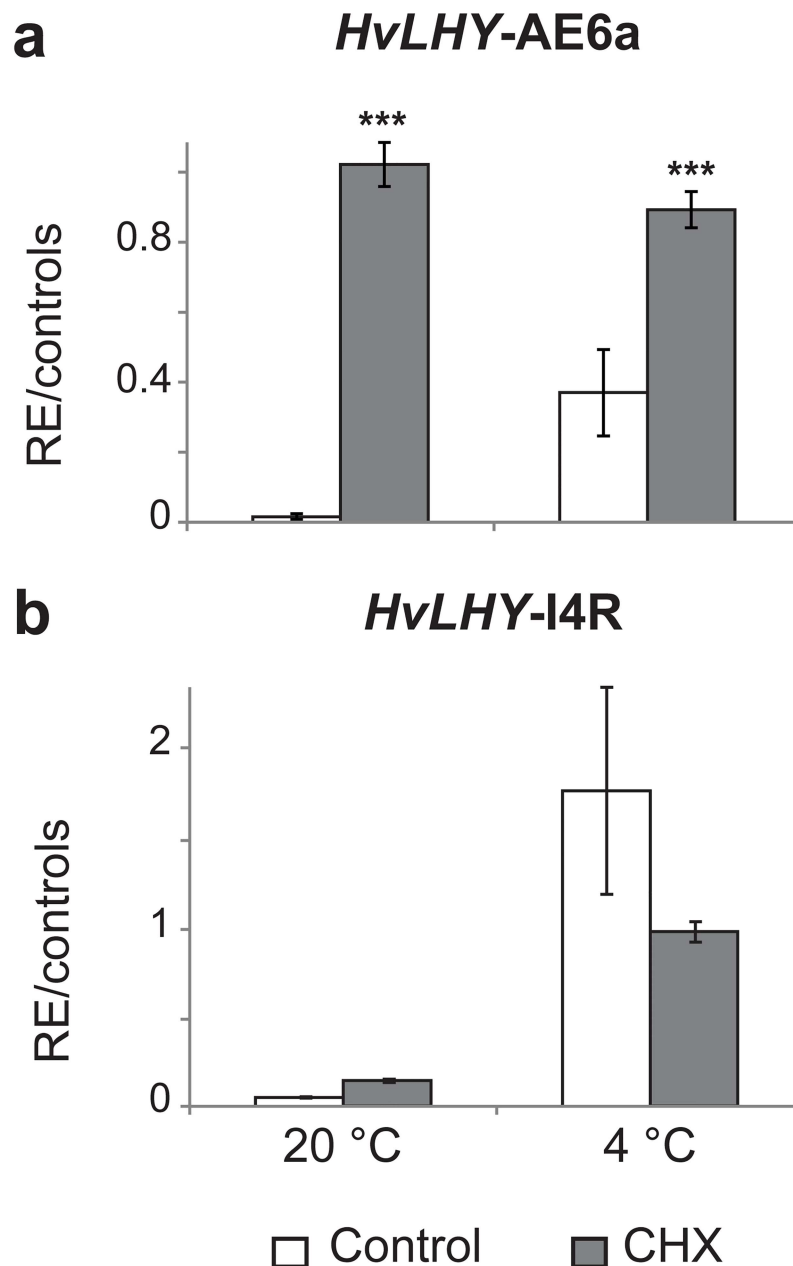 a
HvLHY-AE6a
***
***
RE/controls
0.8
0.4
0
b
HvLHY-I4R
RE/controls
2
1
0
20 °C
4 °C
Control
CHX